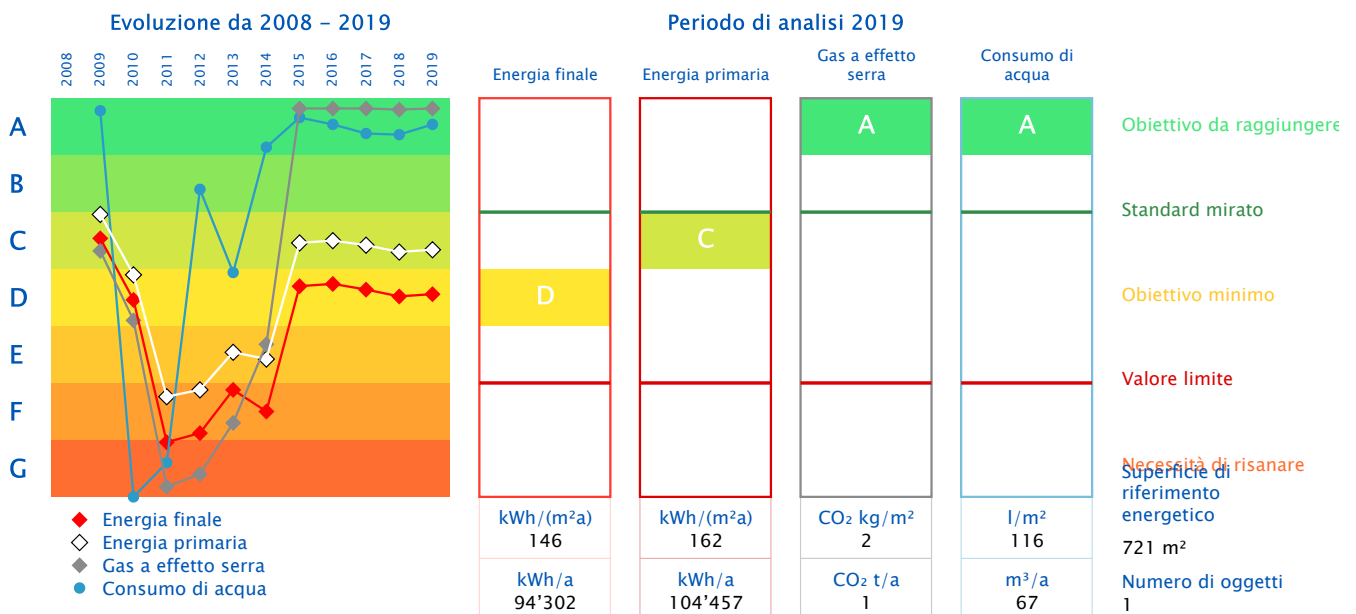 Evoluzione da 2008 – 2019
2008
2009
2010
2011
2012
2013
2014
2015
2016
2017
2018
2019
A
B
C
D
E
F
G
Energia finale
Energia primaria
Gas a effetto serra
Consumo di acqua
Periodo di analisi 2019
Energia finale
D
kWh/(m²a)
146
kWh/a
94’302
Energia primaria
C
kWh/(m²a)
162
kWh/a
104’457
Gas a effetto
serra
A
CO₂ kg/m²
2
CO₂ t/a
1
Consumo di
acqua
A
l/m²
116
m³/a
67
Obiettivo da raggiungere
Standard mirato
Obiettivo minimo
Valore limite
Necessità di risanare
Superficie di
riferimento
energetico
721 m²
Numero di oggetti
1